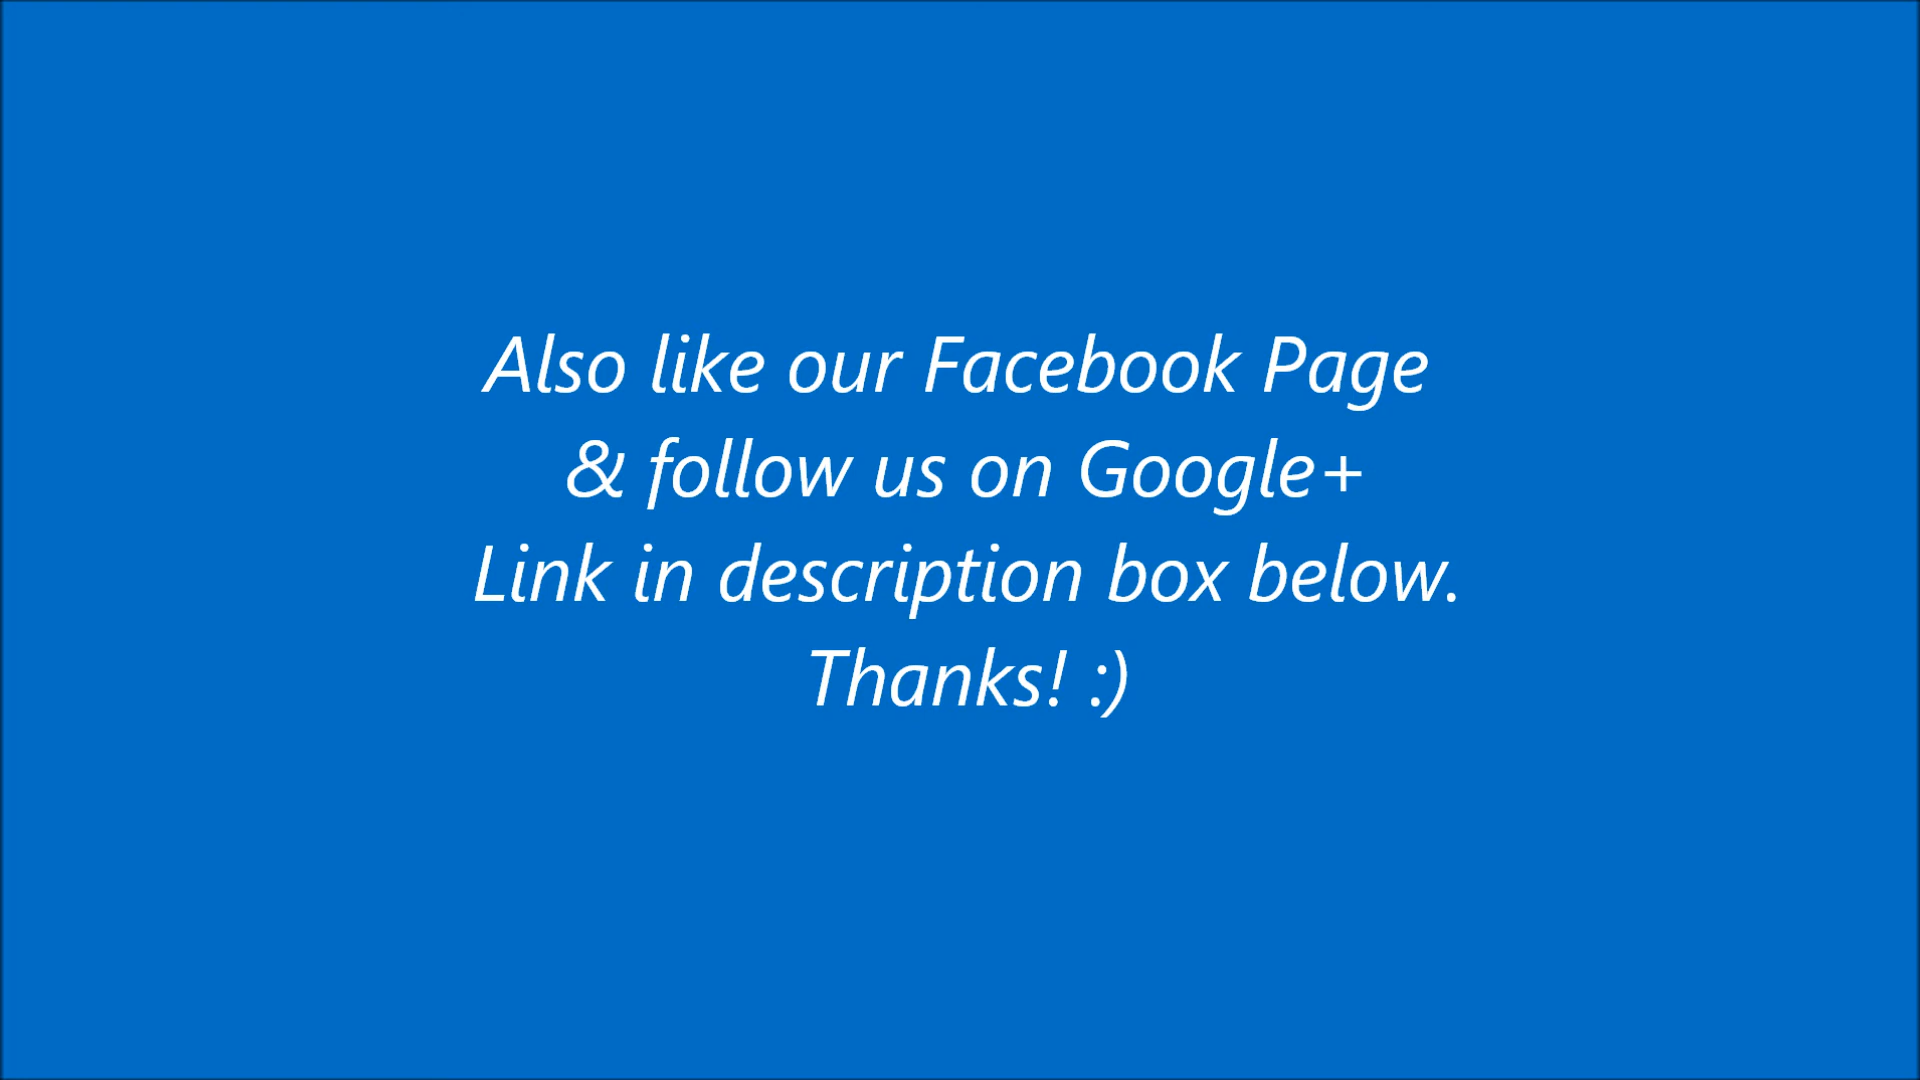 Also like our Facebook Page
& follow us on Google+
Link in description box below.
Thanks! :)